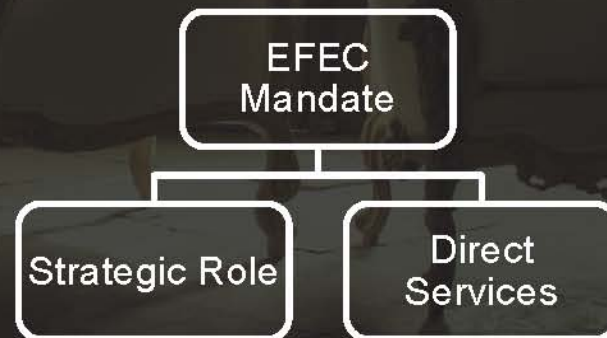 EFEC
Mandate
Strategic Role
Direct
Services